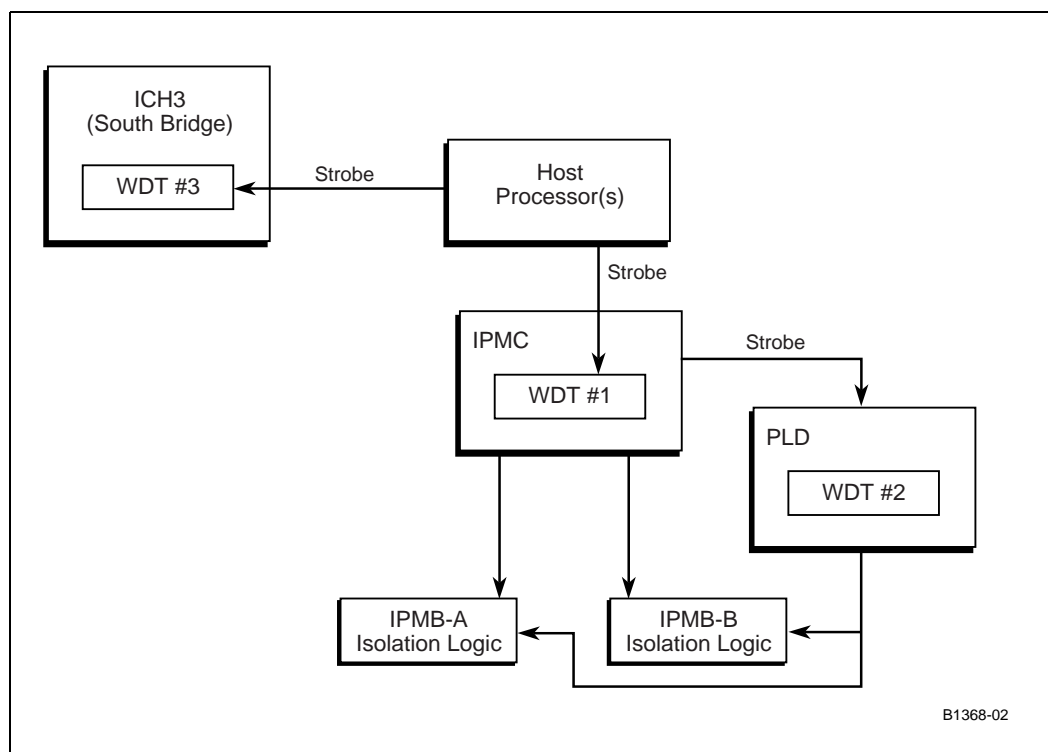 ICH3
(South Bridge)
WDT #3
Strobe
Host
Processor(s)
Strobe
IPMC
WDT #1
Strobe
PLD
WDT #2
IPMB-A
Isolation Logic
IPMB-B
Isolation Logic
B1368-02